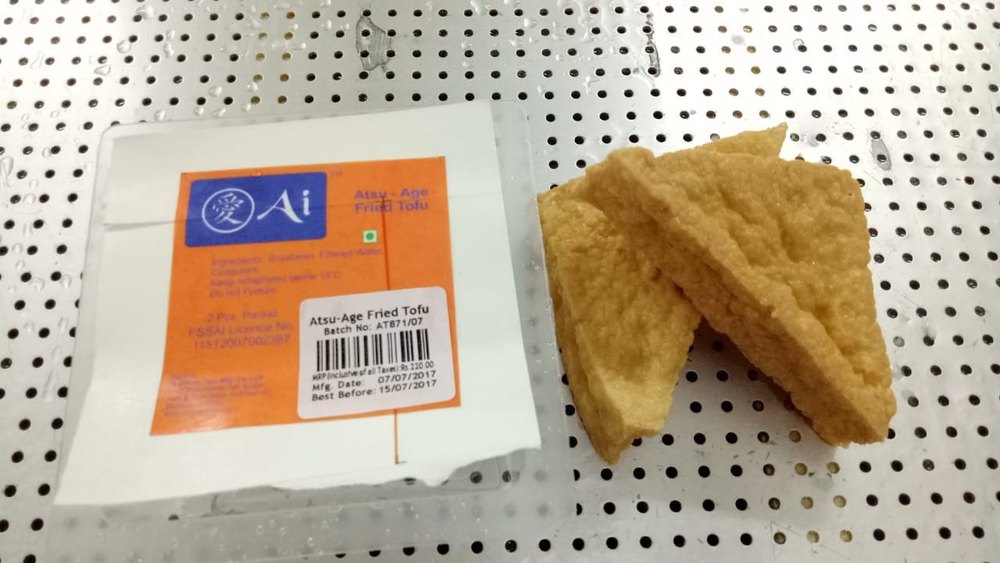 愛 Ai ™
Atsu - Age
Fried Tofu
Ingredients: Soyabean, Filtered Water,
Coagulant.
Keep refrigerated below 10°C
Do not Freeze
2 Pcs. Packet
FSSAI Licence No.
11512007002387
Atsu-Age Fried Tofu
Batch No: AT871/07
MRP(Inclusive of all Taxes):Rs.220.00
Mfg. Date: 07/07/2017
Best Before: 15/07/2017